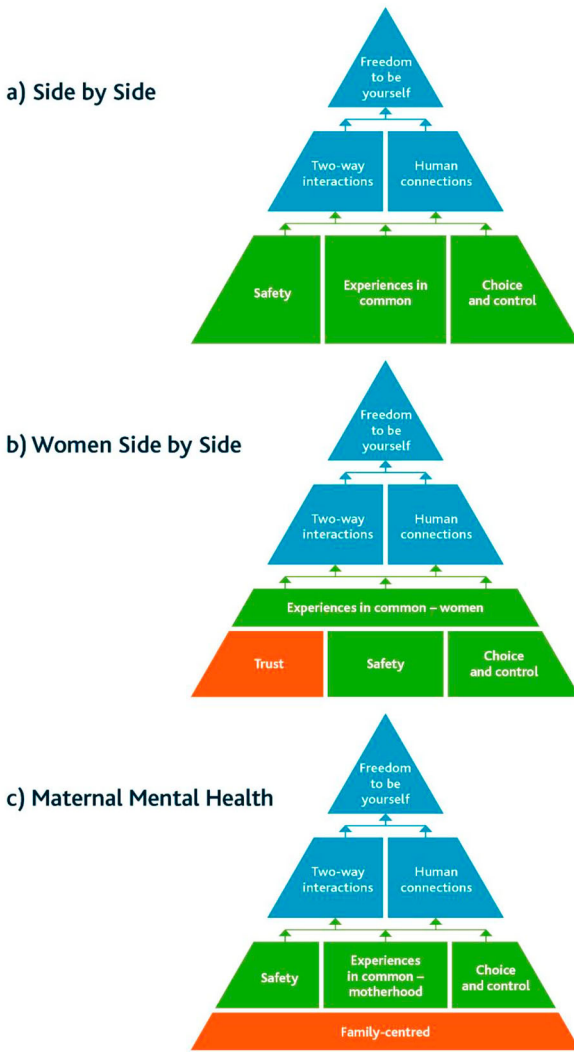 a) Side by Side
Freedom
to be
yourself
Two-way
interactions
Human
connections
Safety
Experiences in
common
Choice
and control
b) Women Side by Side
Freedom
to be
yourself
Two-way
interactions
Human
connections
Experiences in common – women
Trust
Safety
Choice
and control
c) Maternal Mental Health
Freedom
to be
yourself
Two-way
interactions
Human
connections
Safety
Experiences
in common –
motherhood
Choice
and control
Family-centred